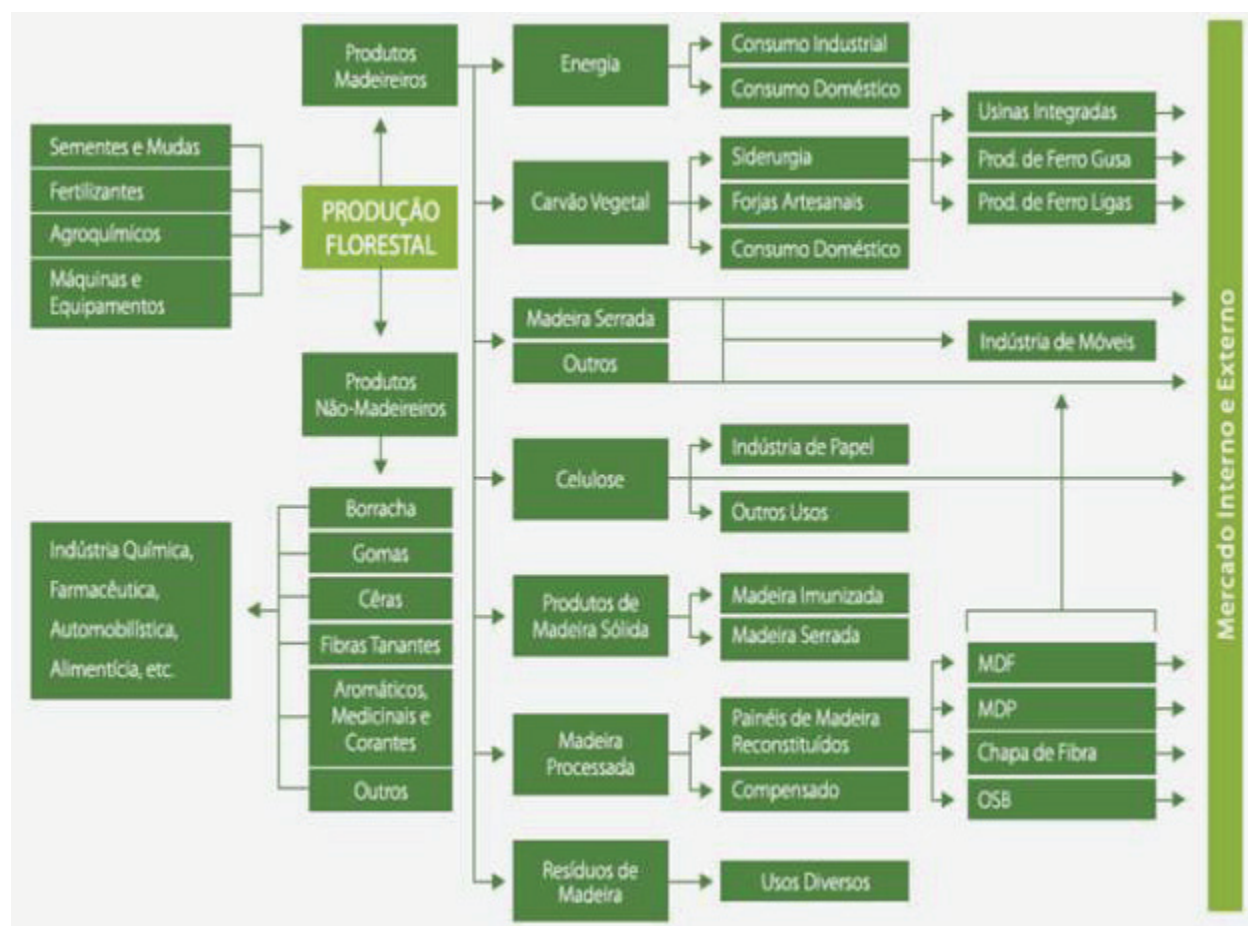 Sementes e Mudas
Fertilizantes
Agroquímicos
Máquinas e
Equipamentos
Produtos
Madeireiros
PRODUÇÃO
FLORESTAL
Produtos
Não-Madeireiros
Borracha
Gomas
Cêras
Fibras Tanantes
Aromáticos,
Medicinais e
Corantes
Outros
Indústria Química,
Farmacêutica,
Automobilística,
Alimentícia, etc.
Energia
Consumo Industrial
Consumo Doméstico
Carvão Vegetal
Siderurgia
Forjas Artesanais
Consumo Doméstico
Usinas Integradas
Prod. de Ferro Gusa
Prod. de Ferro Ligas
Madeira Serrada
Outros
Indústria de Móveis
Celulose
Indústria de Papel
Outros Usos
Produtos de
Madeira Sólida
Madeira Imunizada
Madeira Serrada
Madeira
Processada
Painéis de Madeira
Reconstituídos
Compensado
MDF
MDP
Chapa de Fibra
OSB
Resíduos de
Madeira
Usos Diversos
Mercado Interno e Externo